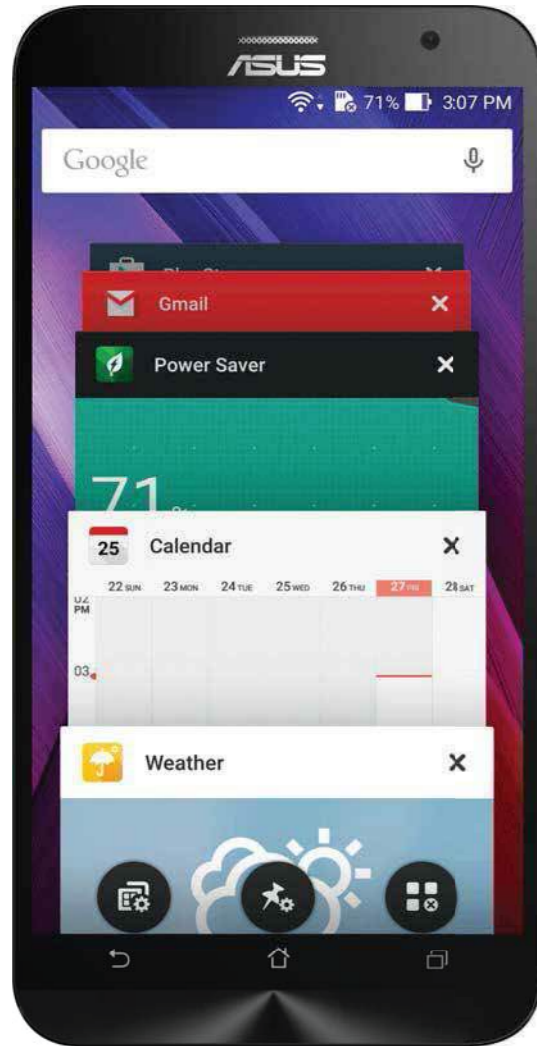 ASUS
71% 3:07 PM
Google
Gmail
Power Saver
71
25 Calendar
22 SUN 23 MON 24 TUE 25 WED 26 THU 27 FRI 28 SAT
02
PM
03
Weather